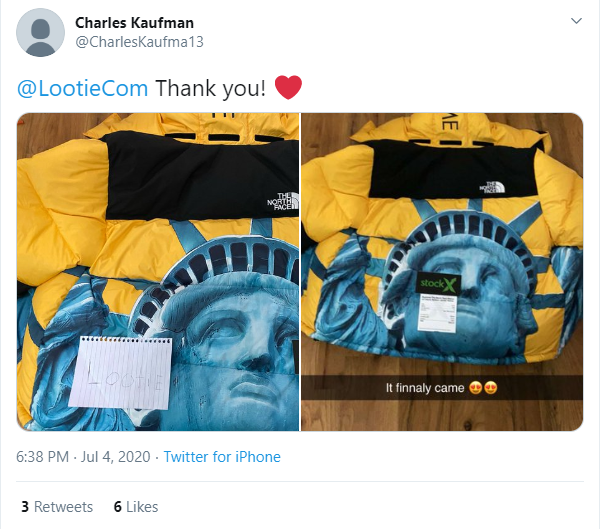 Charles Kaufman
@CharlesKaufma13
@LootieCom Thank you! ❤️
THE
NORTH
FACE
LOOTIE
ME
THE
NORTH
FACE
stockX
It finnaly came 😍😍
6:38 PM · Jul 4, 2020 · Twitter for iPhone
3 Retweets 6 Likes